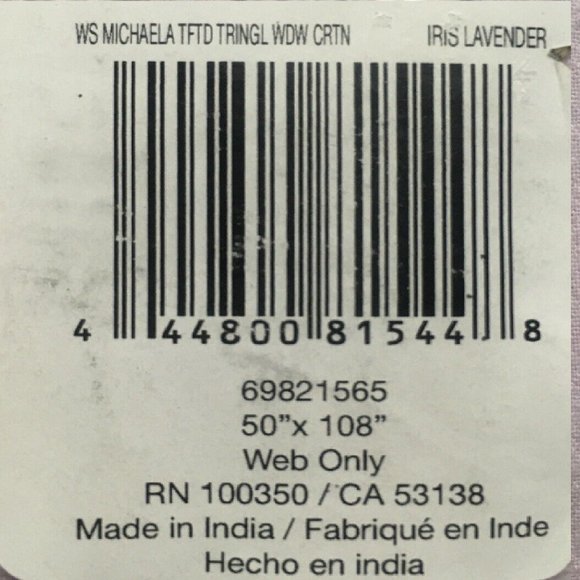 WS MICHAELA TFTD TRINGL WDW CRTN IRIS LAVENDER
4 44800 81544 8
69821565
50”x 108”
Web Only
RN 100350 / CA 53138
Made in India / Fabriqué en Inde
Hecho en india